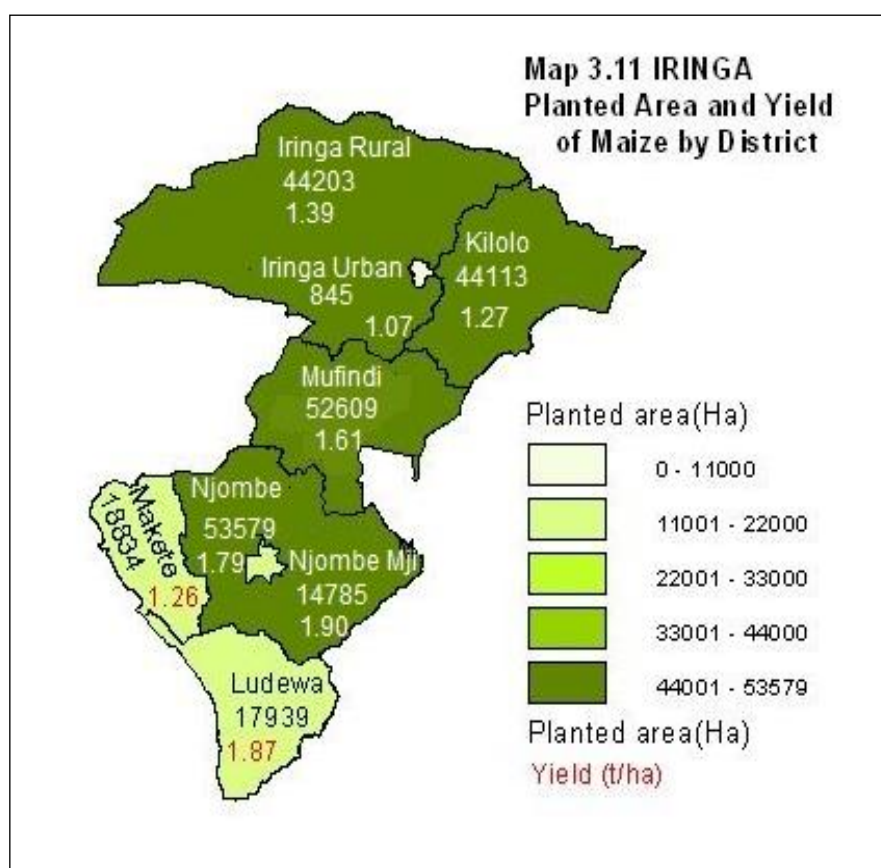 Map 3.11 IRINGA
Planted Area and Yield
of Maize by District
Iringa Rural
44203
1.39
Kilolo
44113
1.27
Iringa Urban
845
1.07
Mufindi
52609
1.61
Njombe
53579
1.79
Makete
18834
1.26
Njombe Mji
14785
1.90
Ludewa
17939
1.87
Planted area(Ha)
0 - 11000
11001 - 22000
22001 - 33000
33001 - 44000
44001 - 53579
Planted area(Ha)
Yield (t/ha)